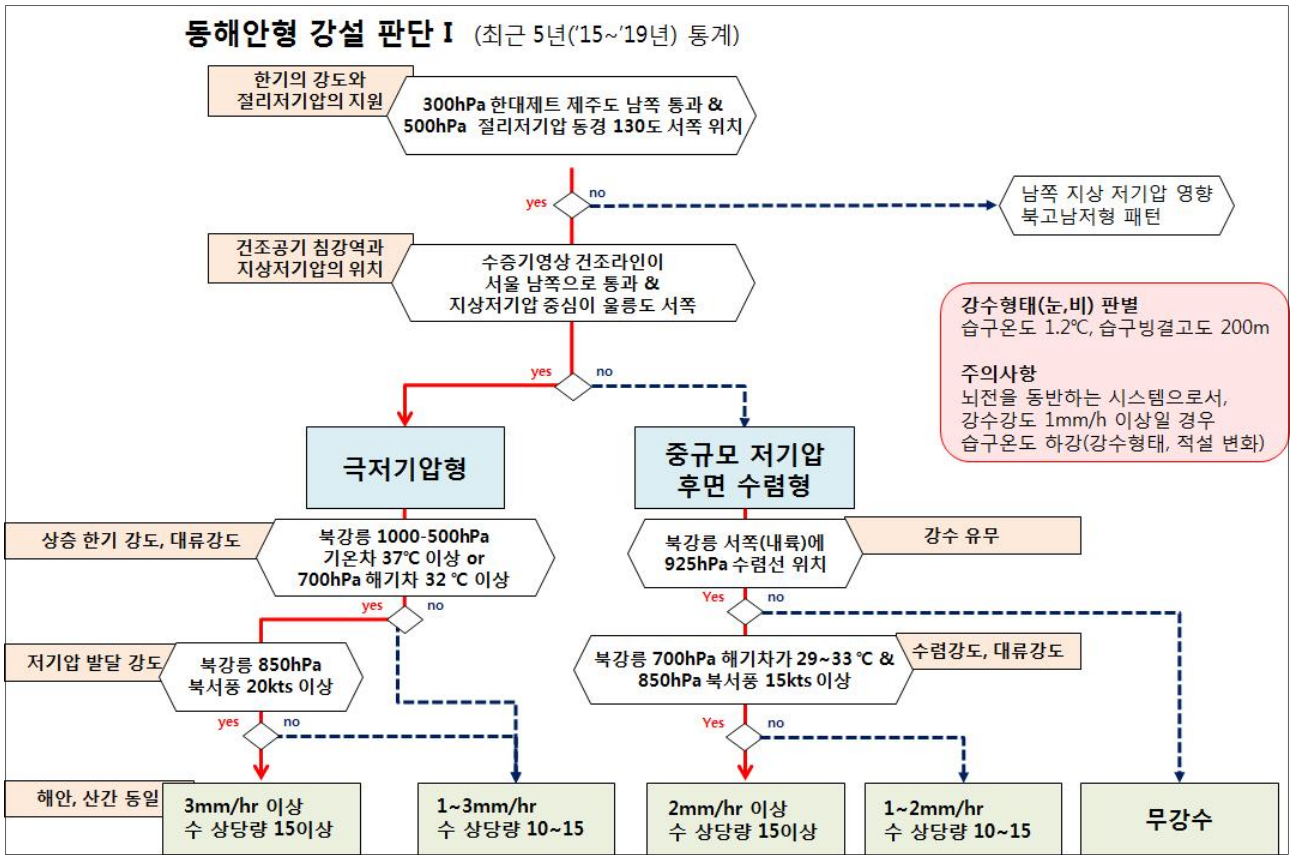 동해안형 강설 판단 I (최근 5년('15~'19년) 통계)
한기의 강도와
절리저기압의 지원
300hPa 한대제트 제주도 남쪽 통과 &
500hPa 절리저기압 동경 130도 서쪽 위치
yes
no
남쪽 지상 저기압 영향
북고남저형 패턴
건조공기 침강역과
지상저기압의 위치
수증기영상 건조라인이
서울 남쪽으로 통과 &
지상저기압 중심이 울릉도 서쪽
강수형태(눈,비) 판별
습구온도 1.2℃, 습구빙결고도 200m
주의사항
뇌전을 동반하는 시스템으로서,
강수강도 1mm/h 이상일 경우
습구온도 하강(강수형태, 적설 변화)
yes
no
극저기압형
중규모 저기압
후면 수렴형
상층 한기 강도, 대류강도
북강릉 1000-500hPa
기온차 37℃ 이상 or
700hPa 해기차 32 ℃ 이상
북강릉 서쪽(내륙)에
925hPa 수렴선 위치
강수 유무
yes
no
Yes
no
저기압 발달 강도
북강릉 850hPa
북서풍 20kts 이상
북강릉 700hPa 해기차가 29~33 ℃ &
850hPa 북서풍 15kts 이상
수렴강도, 대류강도
yes
no
Yes
no
해안, 산간 동일
3mm/hr 이상
수 상당량 15이상
1~3mm/hr
수 상당량 10~15
2mm/hr 이상
수 상당량 15이상
1~2mm/hr
수 상당량 10~15
무강수